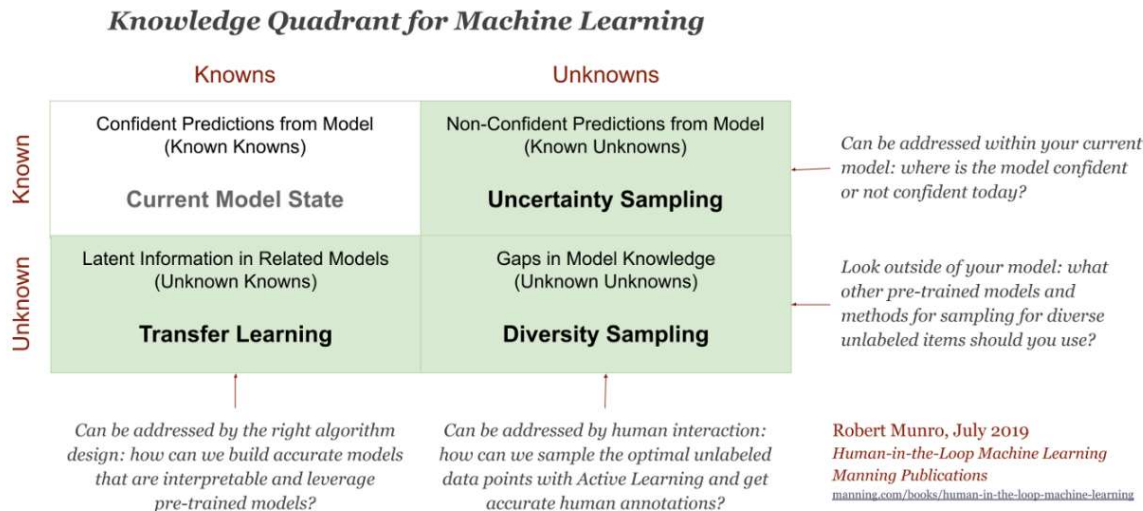 Knowledge Quadrant for Machine Learning
Knowns
Unknowns
Known
Confident Predictions from Model
(Known Knowns)
Current Model State
Non-Confident Predictions from Model
(Known Unknowns)
Uncertainty Sampling
Can be addressed within your current
model: where is the model confident
or not confident today?
Unknown
Latent Information in Related Models
(Unknown Knowns)
Transfer Learning
Gaps in Model Knowledge
(Unknown Unknowns)
Diversity Sampling
Look outside of your model: what
other pre-trained models and
methods for sampling for diverse
unlabeled items should you use?
Can be addressed by the right algorithm
design: how can we build accurate models
that are interpretable and leverage
pre-trained models?
Can be addressed by human interaction:
how can we sample the optimal unlabeled
data points with Active Learning and get
accurate human annotations?
Robert Munro, July 2019
Human-in-the-Loop Machine Learning
Manning Publications
manning.com/books/human-in-the-loop-machine-learning